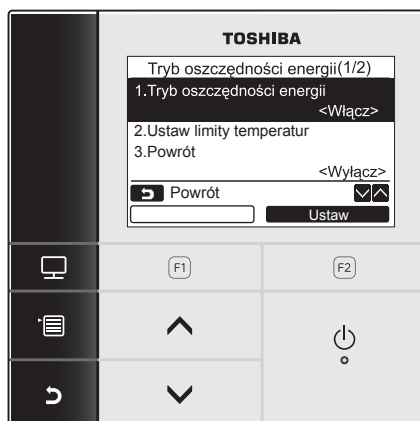 TOSHIBA
Tryb oszczędności energii(1/2)
1.Tryb oszczędności energii
<Włącz>
2.Ustaw limity temperatur
3.Powrót
<Wyłącz>
Powrót
Ustaw
F1 F2